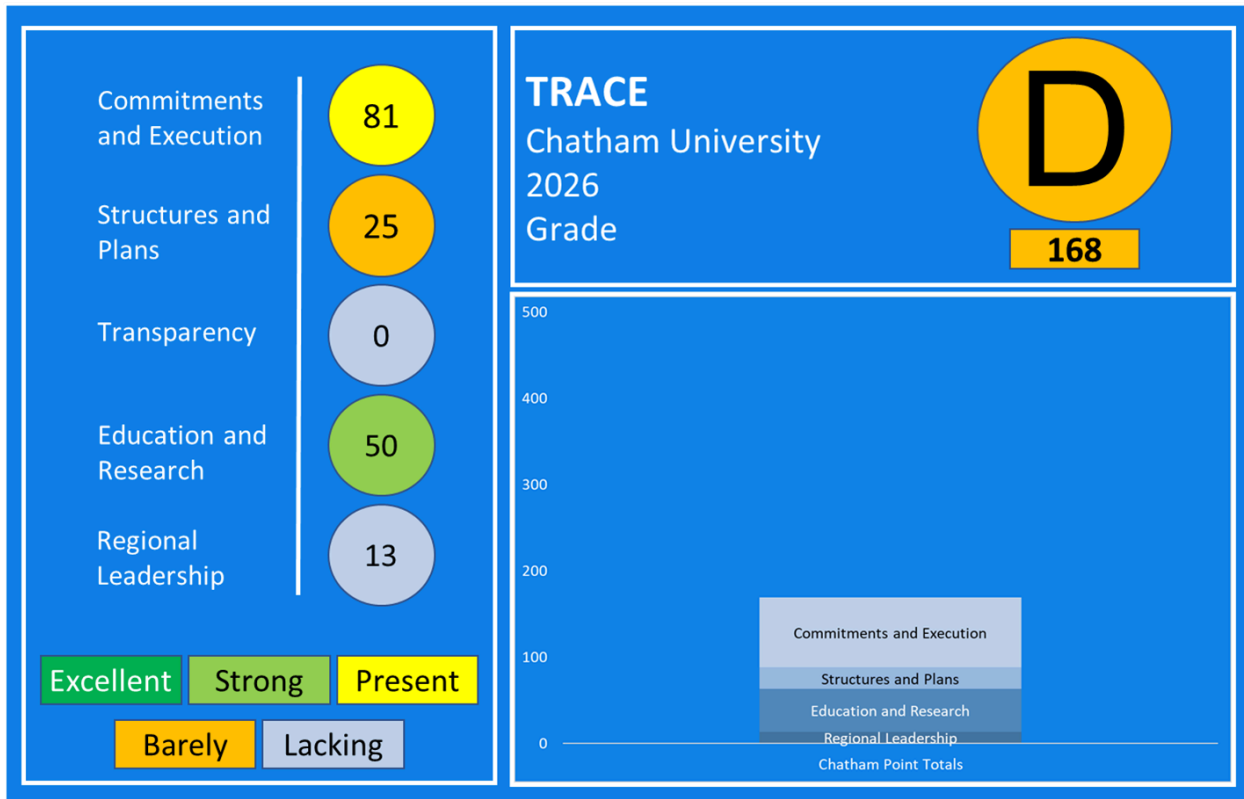 Commitments
and Execution
81
Structures and
Plans
25
Transparency
0
Education and
Research
50
Regional
Leadership
13
Excellent
Strong
Present
Barely
Lacking
TRACE
Chatham University
2026
Grade
D
168
500
400
300
200
100
0
Commitments and Execution
Structures and Plans
Education and Research
Regional Leadership
Chatham Point Totals